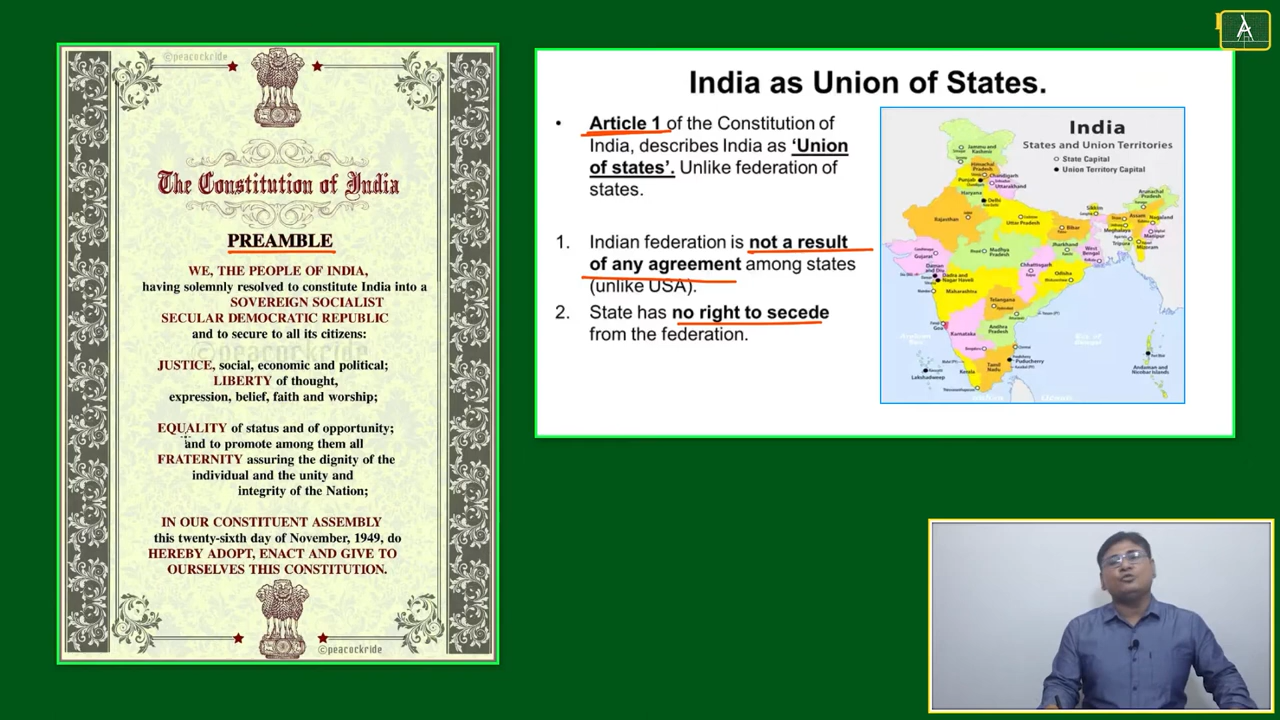 ©peacockride
The Constitution of India
PREAMBLE
WE, THE PEOPLE OF INDIA,
having solemnly resolved to constitute India into a
SOVEREIGN SOCIALIST
SECULAR DEMOCRATIC REPUBLIC
and to secure to all its citizens:
JUSTICE, social, economic and political;
LIBERTY of thought,
expression, belief, faith and worship;
EQUALITY of status and of opportunity;
and to promote among them all
FRATERNITY assuring the dignity of the
individual and the unity and
integrity of the Nation;
IN OUR CONSTITUENT ASSEMBLY
this twenty-sixth day of November, 1949, do
HEREBY ADOPT, ENACT AND GIVE TO
OURSELVES THIS CONSTITUTION.
©peacockride
India as Union of States.
• Article 1 of the Constitution of
India, describes India as ‘Union
of states’. Unlike federation of
states.
1. Indian federation is not a result
of any agreement among states
(unlike USA).
2. State has no right to secede
from the federation.
India
States and Union Territories
State Capital
Union Territory Capital
Jammu and
Kashmir
Himachal
Pradesh
Punjab
Chandigarh
Uttarakhand
Haryana
Delhi
Rajasthan
Uttar Pradesh
Bihar
Sikkim
Arunachal
Pradesh
Assam
Nagaland
Meghalaya
Manipur
Tripura
Mizoram
Gujarat
Madhya
Pradesh
Jharkhand
West
Bengal
Chhattisgarh
Odisha
Daman
and Diu
Dadra and
Nagar Haveli
Maharashtra
Telangana
Andhra
Pradesh
Goa
Karnataka
Tamil
Nadu
Kerala
Puducherry
Lakshadweep
Andaman and
Nicobar Islands